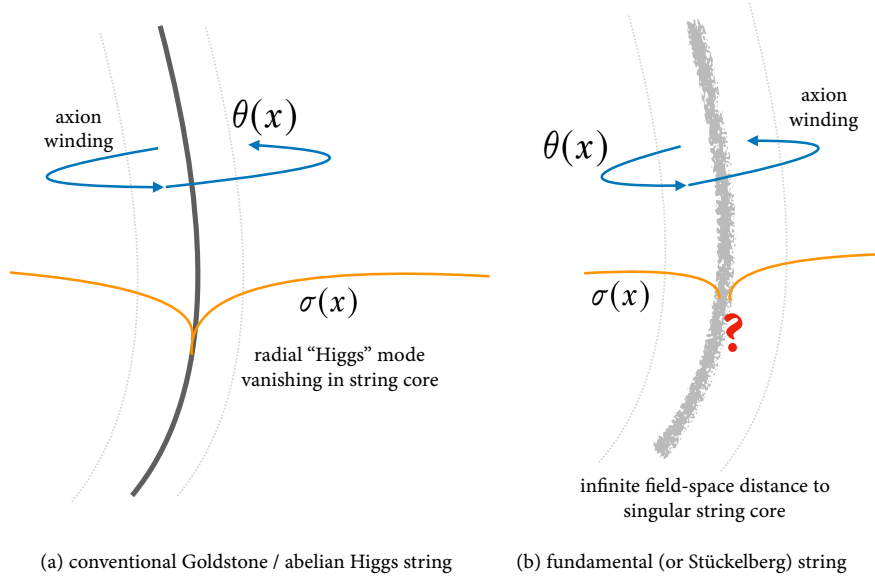 axion
winding
θ(x)
σ(x)
radial “Higgs” mode
vanishing in string core
(a) conventional Goldstone / abelian Higgs string
axion
winding
θ(x)
σ(x)
?
infinite field-space distance to
singular string core
(b) fundamental (or Stückelberg) string